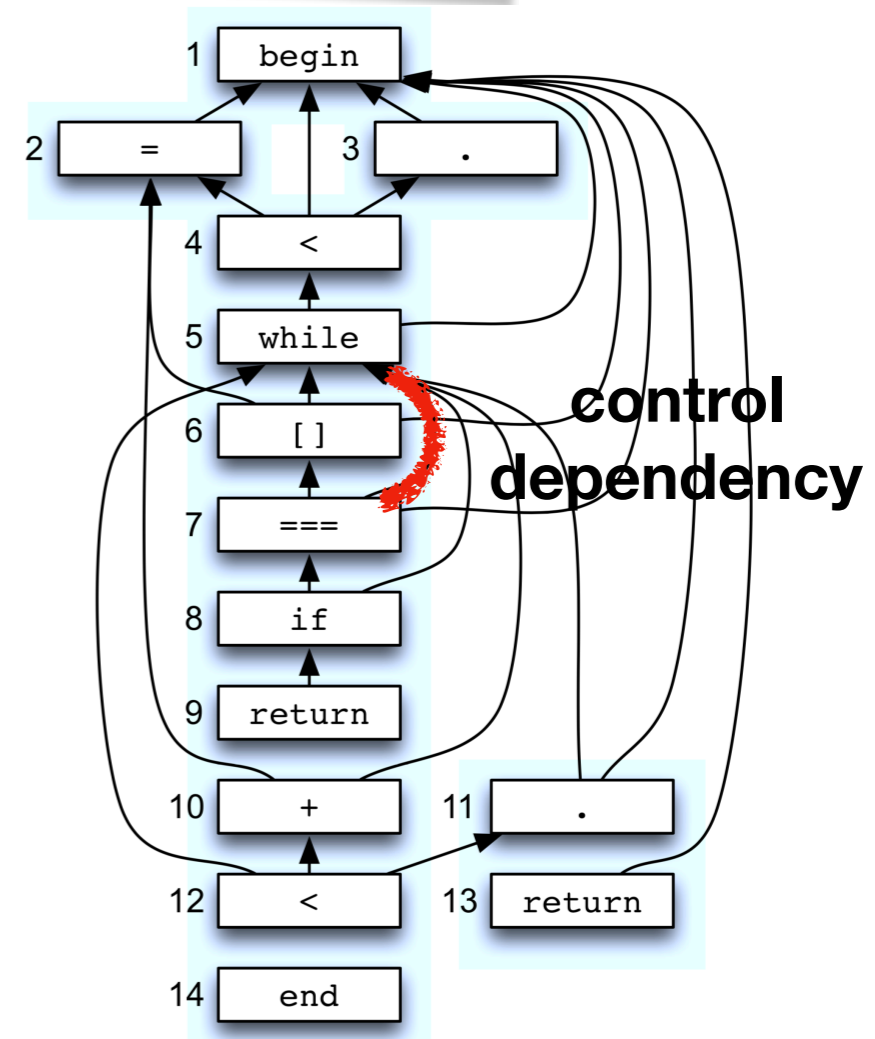 1 begin
2 = 3 .
4 <
5 while
6 []
control
dependency
7 ===
8 if
9 return
10 + 11 .
12 < 13 return
14 end